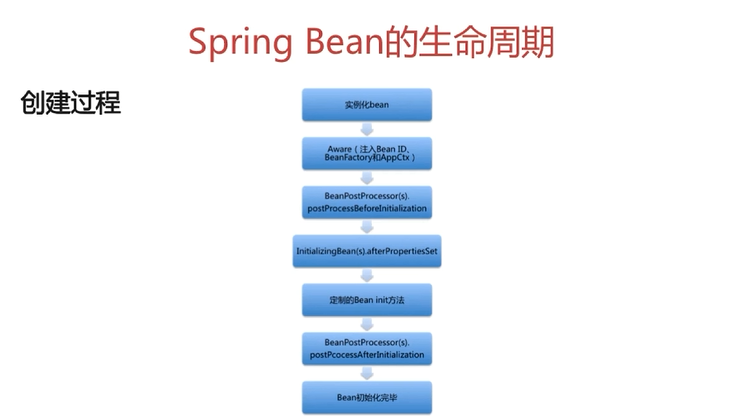 Spring Bean的生命周期
创建过程
实例化bean
Aware（注入Bean ID、
BeanFactory和AppCtx）
BeanPostProcessor(s).
postProcessBeforeInitialization
InitializingBean(s).afterPropertiesSet
定制的Bean init方法
BeanPostProcessor(s).
postPcocessAfterInitialization
Bean初始化完毕